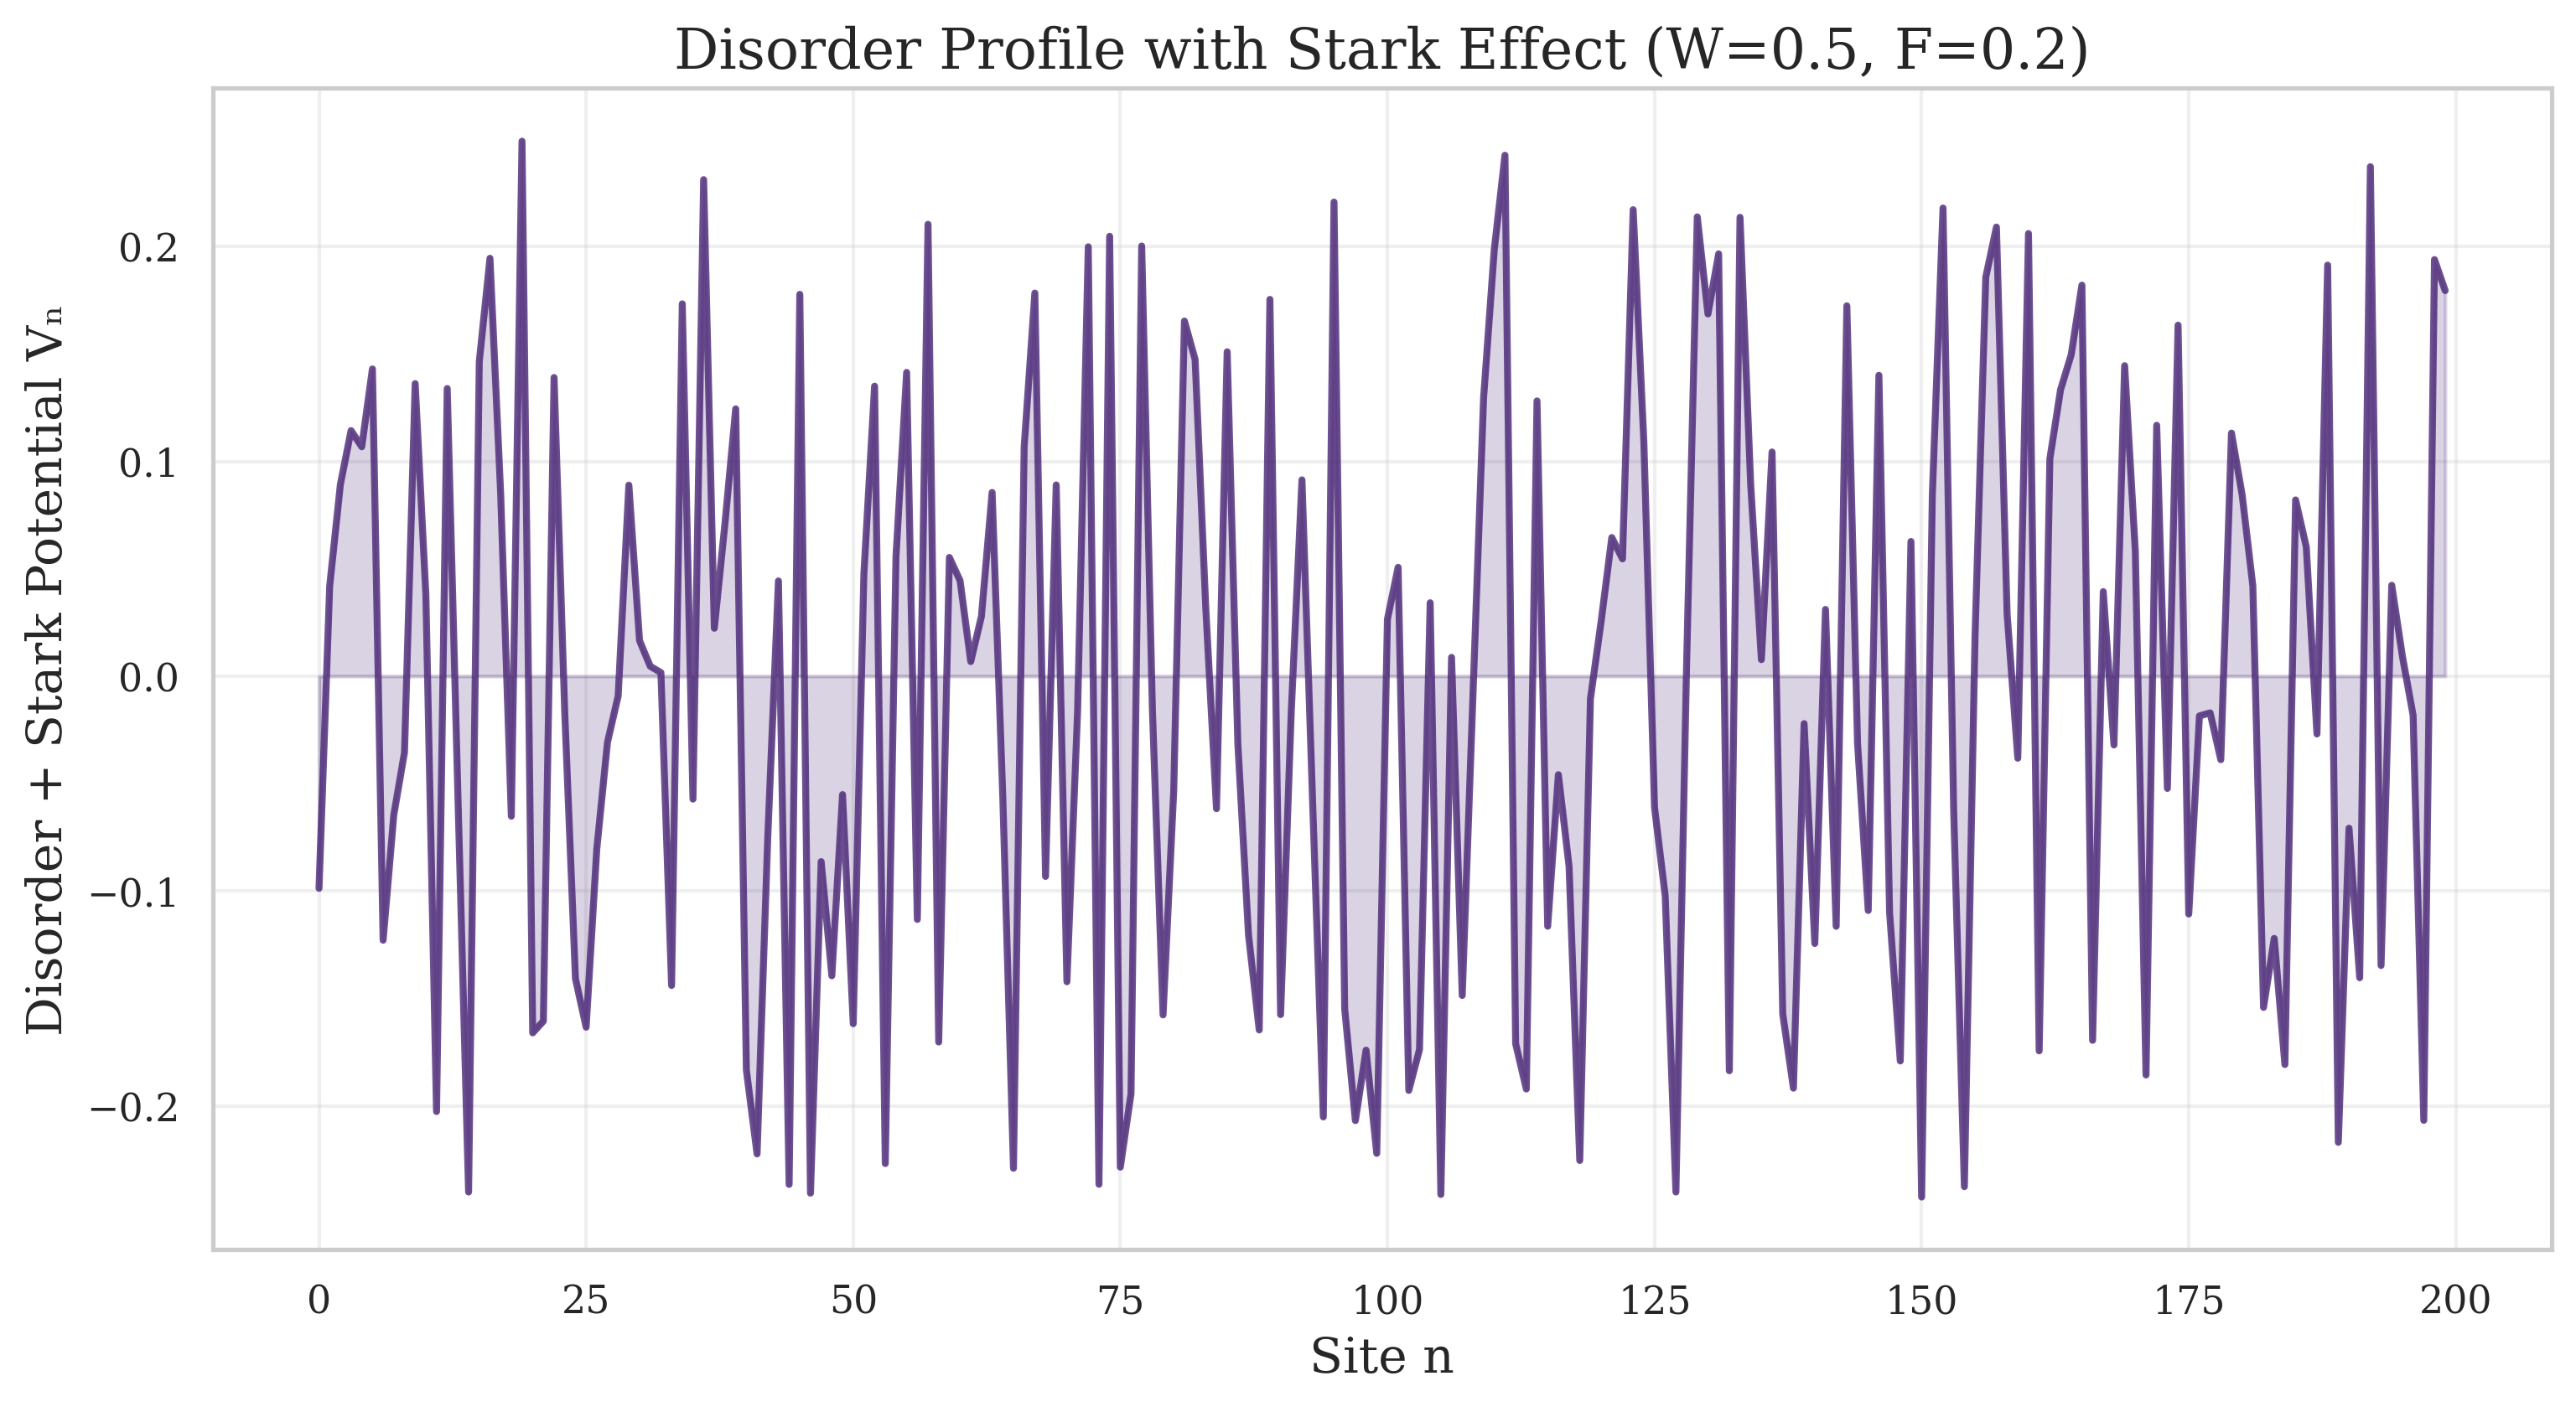 Disorder Profile with Stark Effect (W=0.5, F=0.2)
Disorder + Stark Potential Vₙ
0.2
0.1
0.0
−0.1
−0.2
0 25 50 75 100 125 150 175 200
Site n